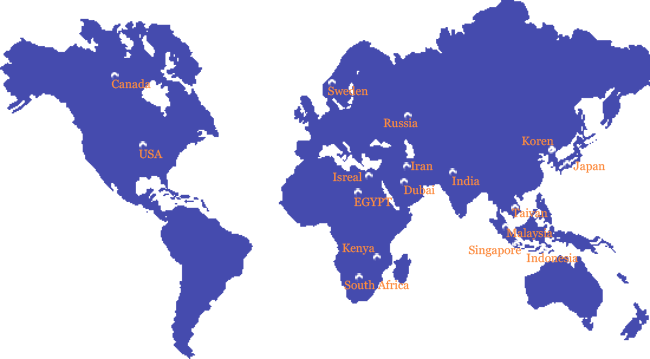 Canada
Sweden
Russia
Koren
USA
Japan
Iran
Isreal
India
Dubai
EGYPT
Taiwan
Malaysia
Kenya
Singapore
Indonesia
South Africa